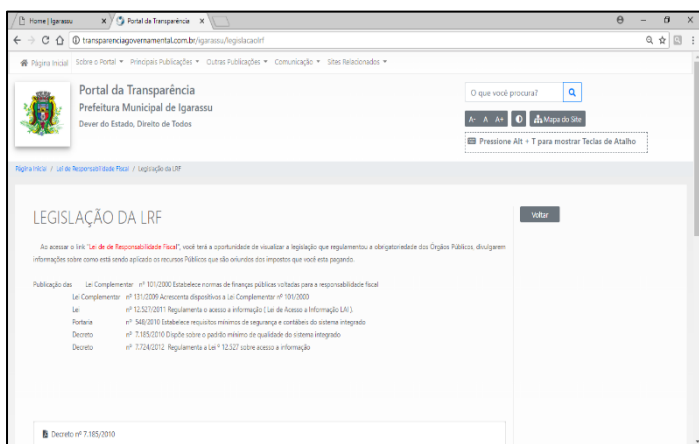 Home | Igarassu
Portal da Transparência
transparenciagovernamental.com.br/igarassu/legislacaolrf
Página Inicial Sobre o Portal Principais Publicações Outras Publicações Comunicação Sites Relacionados
Portal da Transparência
Prefeitura Municipal de Igarassu
Dever do Estado, Direito de Todos
O que você procura?
A- A A+ Mapa do Site
Pressione Alt + T para mostrar Teclas de Atalho
Página Inicial / Lei de Responsabilidade Fiscal / Legislação da LRF
LEGISLAÇÃO DA LRF
Voltar
Ao acessar o link "Lei de de Responsabilidade Fiscal", você terá a oportunidade de visualizar a legislação que regulamentou a obrigatoriedade dos Órgãos Públicos, divulgarem
informações sobre como está sendo aplicado os recursos Públicos que são oriundos dos impostos que você esta pagando.
Publicação das Lei Complementar nº 101/2000 Estabelece normas de finanças públicas voltadas para a responsabilidade fiscal
Lei Complementar nº 131/2009 Acrescenta dispositivos a Lei Complementar nº 101/2000
Lei nº 12.527/2011 Regulamenta o acesso a informação ( Lei de Acesso a Informação LAI ).
Portaria nº 548/2010 Estabelece requisitos mínimos de segurança e contábeis do sistema integrado
Decreto nº 7.185/2010 Dispõe sobre o padrão mínimo de qualidade do sistema integrado
Decreto nº 7.724/2012 Regulamenta a Lei º 12.527 sobre acesso a informação
Decreto nº 7.185/2010